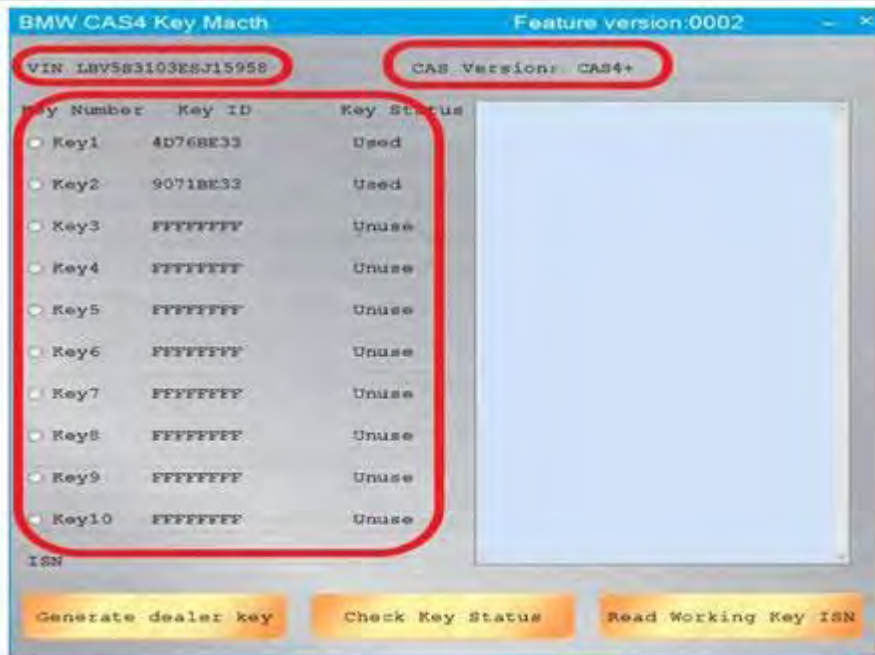 BMW CAS4 Key Macth Feature version:0002
VIN LBV5S3103ESJ15958 CAS Version: CAS4+
Key Number Key ID Key Status
Key1 4D76BE33 Used
Key2 9071BE33 Used
Key3 FFFFFFFF Unuse
Key4 FFFFFFFF Unuse
Key5 FFFFFFFF Unuse
Key6 FFFFFFFF Unuse
Key7 FFFFFFFF Unuse
Key8 FFFFFFFF Unuse
Key9 FFFFFFFF Unuse
Key10 FFFFFFFF Unuse
ISN
Generate dealer key Check Key Status Read Working Key ISN